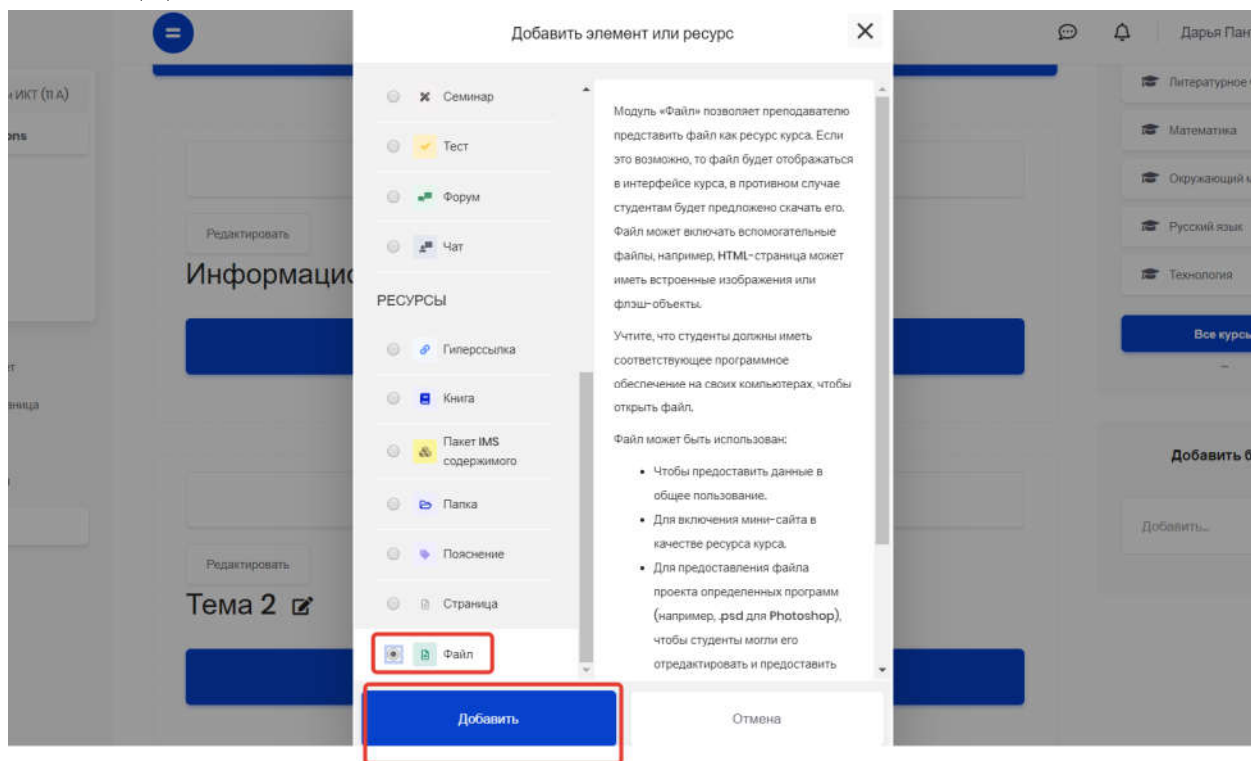 Добавить элемент или ресурс
Дарья Пан
ИКТ (11 А)
ons
Редактировать
Информацио
Тема 2
Семинар
Тест
Форум
Чат
РЕСУРСЫ
Гиперссылка
Книга
Пакет IMS
содержимого
Папка
Пояснение
Страница
Файл
Модуль «Файл» позволяет преподавателю
представить файл как ресурс курса. Если
это возможно, то файл будет отображаться
в интерфейсе курса, в противном случае
студентам будет предложено скачать его.
Файл может включать вспомогательные
файлы, например, HTML-страница может
иметь встроенные изображения или
флэш-объекты.
Учтите, что студенты должны иметь
соответствующее программное
обеспечение на своих компьютерах, чтобы
открыть файл.
Файл может быть использован:
• Чтобы предоставить данные в
общее пользование.
• Для включения мини-сайта в
качестве ресурса курса.
• Для предоставления файла
проекта определенных программ
(например, .psd для Photoshop),
чтобы студенты могли его
отредактировать и предоставить
Добавить
Отмена
Редактировать
Литературное
Математика
Окружающий
Русский язык
Технология
Все курсы
Добавить б
Добавить...